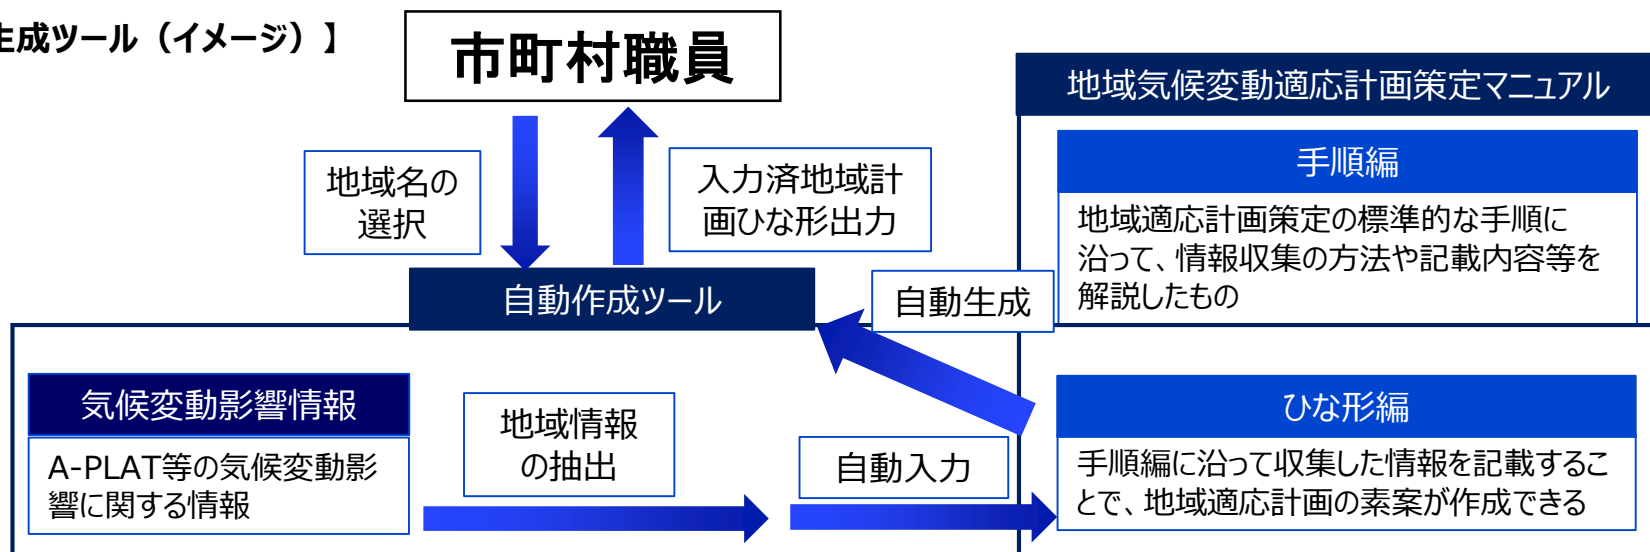 生成ツール（イメージ）】
市町村職員
地域気候変動適応計画策定マニュアル
手順編
地域適応計画策定の標準的な手順に
沿って、情報収集の方法や記載内容等を
解説したもの
地域名の
選択
入力済地域計
画ひな形出力
自動作成ツール
自動生成
気候変動影響情報
A-PLAT等の気候変動影
響に関する情報
地域情報
の抽出
自動入力
ひな形編
手順編に沿って収集した情報を記載するこ
とで、地域適応計画の素案が作成できる